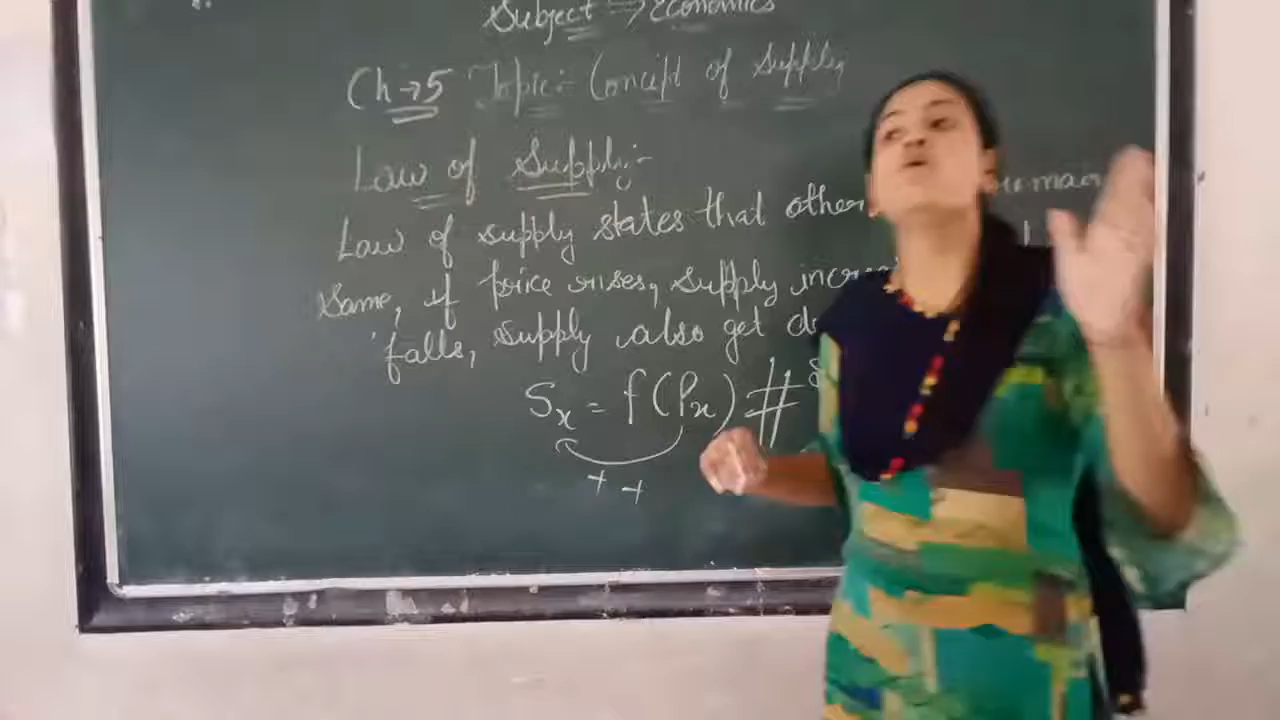 Subject → Economics
Ch → 5 Topic:- Concept of Supply
Law of Supply:-
Law of supply states that other remain
Same, if price rises, supply incre
falls, supply also get d
Sx = f(Px) #
+ +